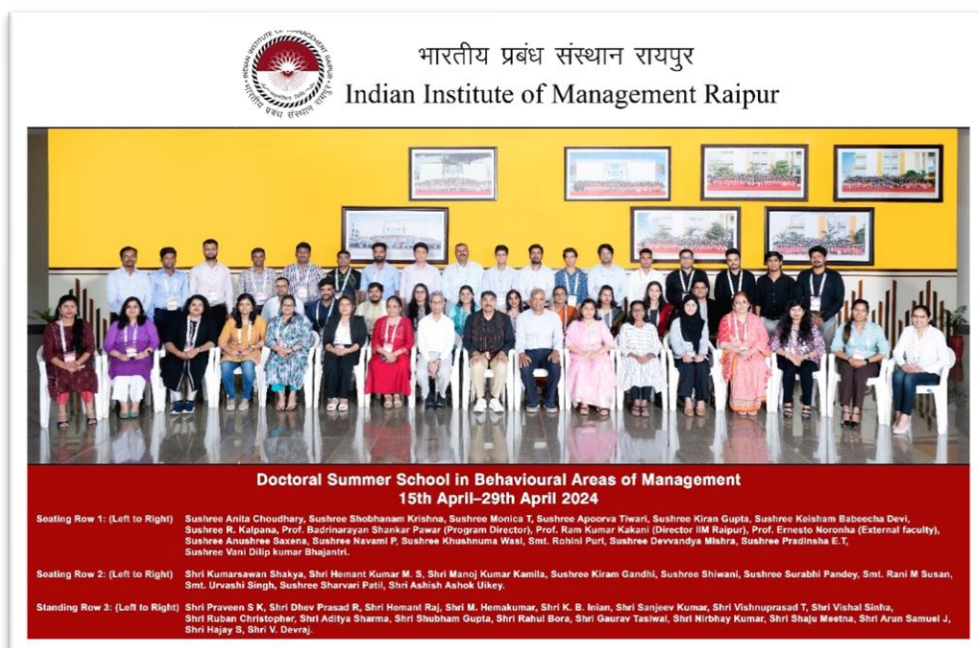 INDIAN INSTITUTE OF MANAGEMENT RAIPUR
भारतीय प्रबंध संस्थान रायपुर
भारतीय प्रबंध संस्थान रायपुर
Indian Institute of Management Raipur
Doctoral Summer School in Behavioural Areas of Management
15th April–29th April 2024
Seating Row 1: (Left to Right) Sushree Anita Choudhary, Sushree Shobhanam Krishna, Sushree Monica T, Sushree Apoorva Tiwari, Sushree Kiran Gupta, Sushree Keisham Babeecha Devi,
Sushree R. Kalpana, Prof. Badrinarayan Shankar Pawar (Program Director), Prof. Ram Kumar Kakani (Director IIM Raipur), Prof. Ernesto Noronha (External faculty),
Sushree Anushree Saxena, Sushree Navami P, Sushree Khushnuma Wasi, Smt. Rohini Puri, Sushree Devvandya Mishra, Sushree Pradinsha E.T,
Sushree Vani Dilip kumar Bhajantri.
Seating Row 2: (Left to Right) Shri Kumarsawan Shakya, Shri Hemant Kumar M. S, Shri Manoj Kumar Kamila, Sushree Kiram Gandhi, Sushree Shiwani, Sushree Surabhi Pandey, Smt. Rani M Susan,
Smt. Urvashi Singh, Sushree Sharvari Patil, Shri Ashish Ashok Uikey.
Standing Row 3: (Left to Right) Shri Praveen S K, Shri Dhev Prasad R, Shri Hemant Raj, Shri M. Hemakumar, Shri K. B. Inian, Shri Sanjeev Kumar, Shri Vishnuprasad T, Shri Vishal Sinha,
Shri Ruban Christopher, Shri Aditya Sharma, Shri Shubham Gupta, Shri Rahul Bora, Shri Gaurav Tasiwal, Shri Nirbhay Kumar, Shri Shaju Meetna, Shri Arun Samuel J,
Shri Hajay S, Shri V. Devraj.